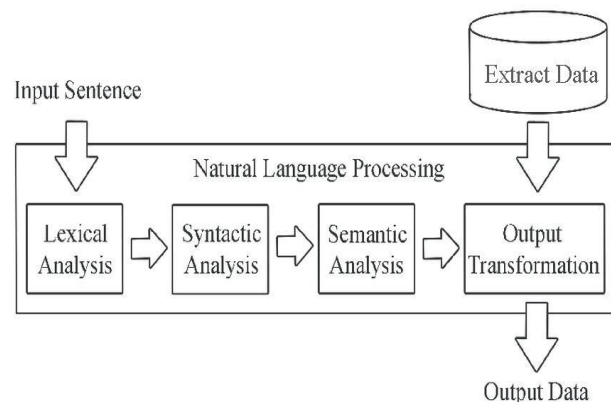 Extract Data
Input Sentence
Natural Language Processing
Lexical
Analysis
Syntactic
Analysis
Semantic
Analysis
Output
Transformation
Output Data